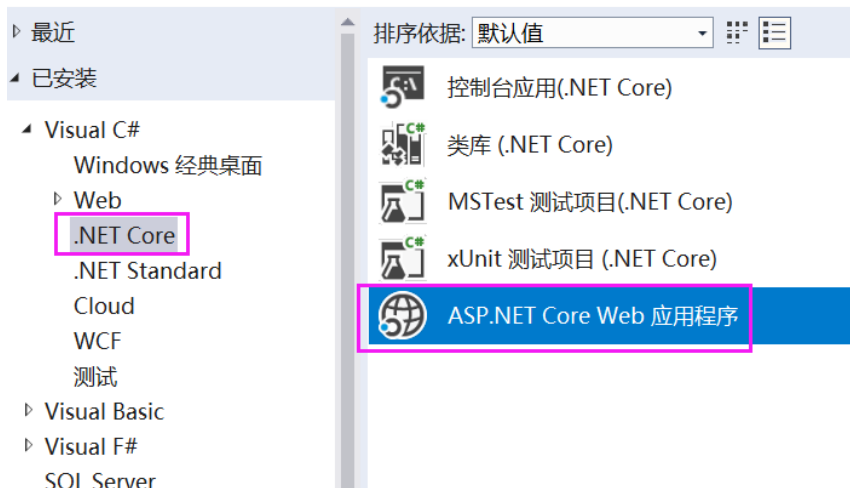 最近
已安装
Visual C#
Windows 经典桌面
Web
.NET Core
.NET Standard
Cloud
WCF
测试
Visual Basic
Visual F#
SQL Server
排序依据: 默认值
控制台应用(.NET Core)
类库 (.NET Core)
MSTest 测试项目(.NET Core)
xUnit 测试项目 (.NET Core)
ASP.NET Core Web 应用程序